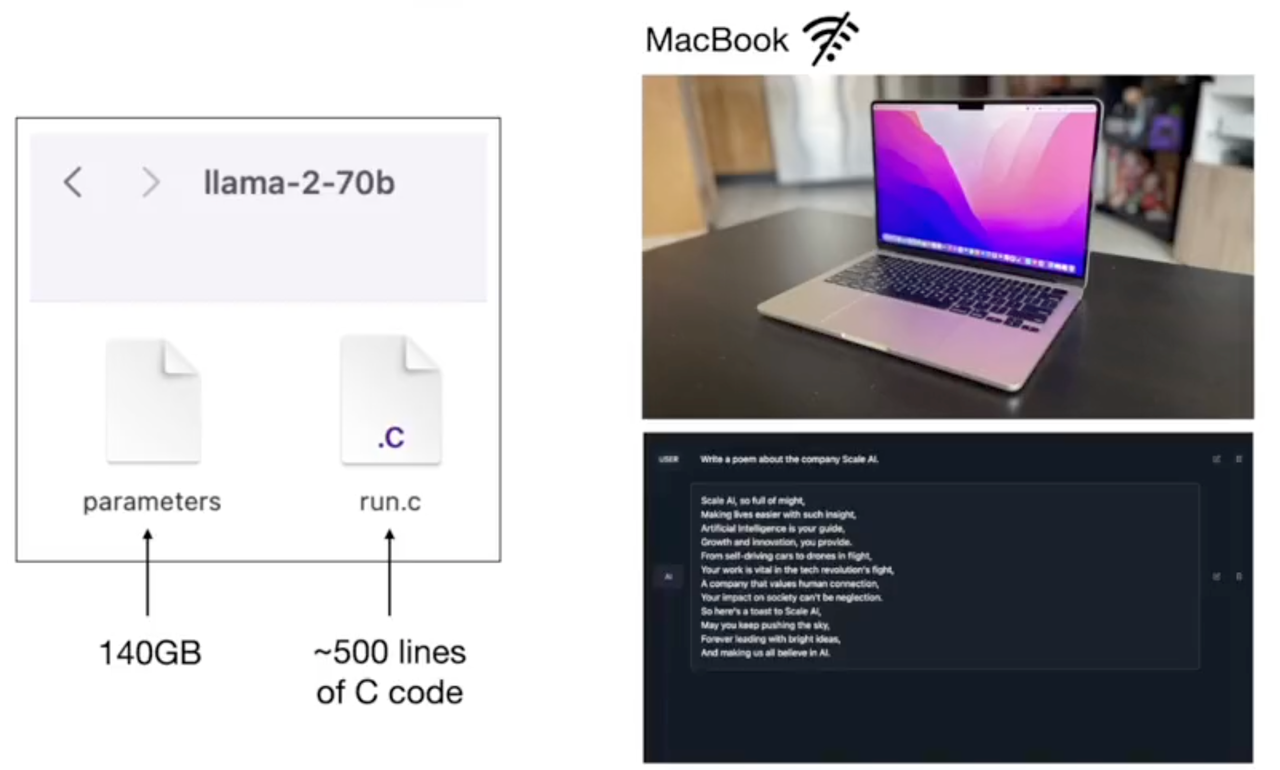 MacBook
llama-2-70b
.C
parameters
run.c
140GB
~500 lines
of C code
USER
Write a poem about the company Scale AI.
AI
Scale AI, so full of might,
Making lives easier with such insight,
Artificial Intelligence is your guide,
Growth and innovation, you provide.
From self-driving cars to drones in flight,
Your work is vital in the tech revolution's fight,
A company that values human connection,
Your impact on society can't be neglection.
So here's a toast to Scale AI,
May you keep pushing the sky,
Forever leading with bright ideas,
And making us all believe in AI.